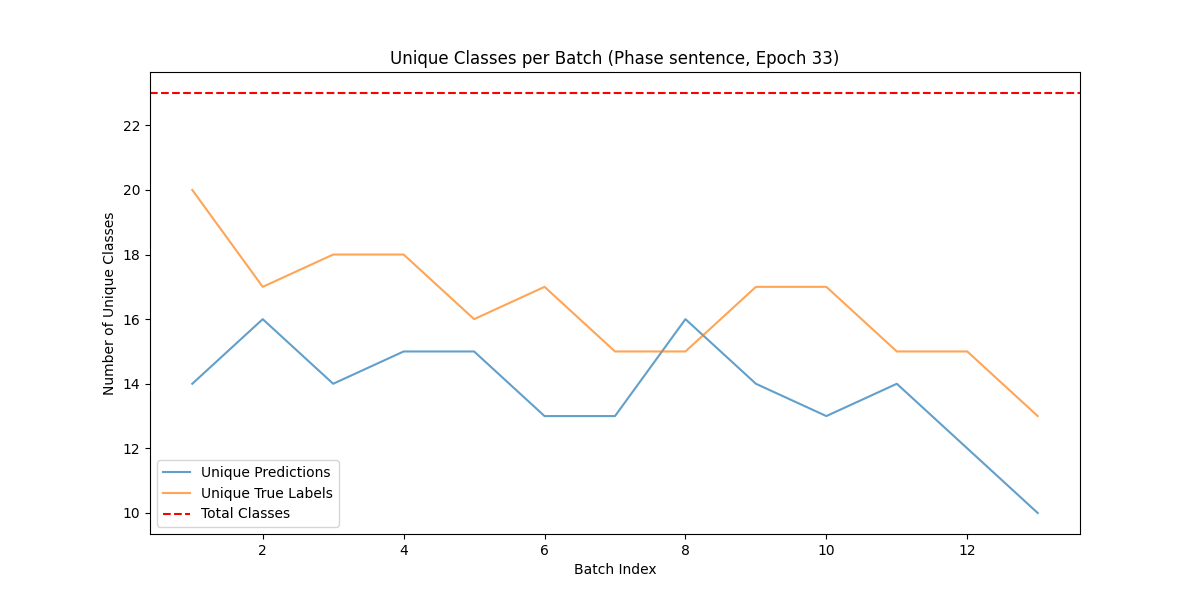 Unique Classes per Batch (Phase sentence, Epoch 33)
Number of Unique Classes
22
20
18
16
14
12
10
Unique Predictions
Unique True Labels
Total Classes
2 4 6 8 10 12
Batch Index